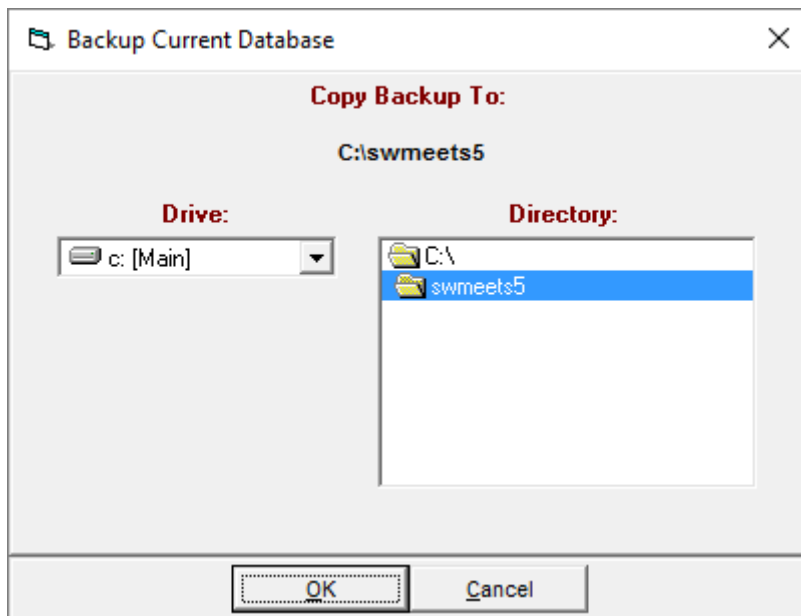 Backup Current Database
Copy Backup To:
C:\swmeets5
Drive:
Directory:
c: [Main]
C:\
swmeets5
OK
Cancel